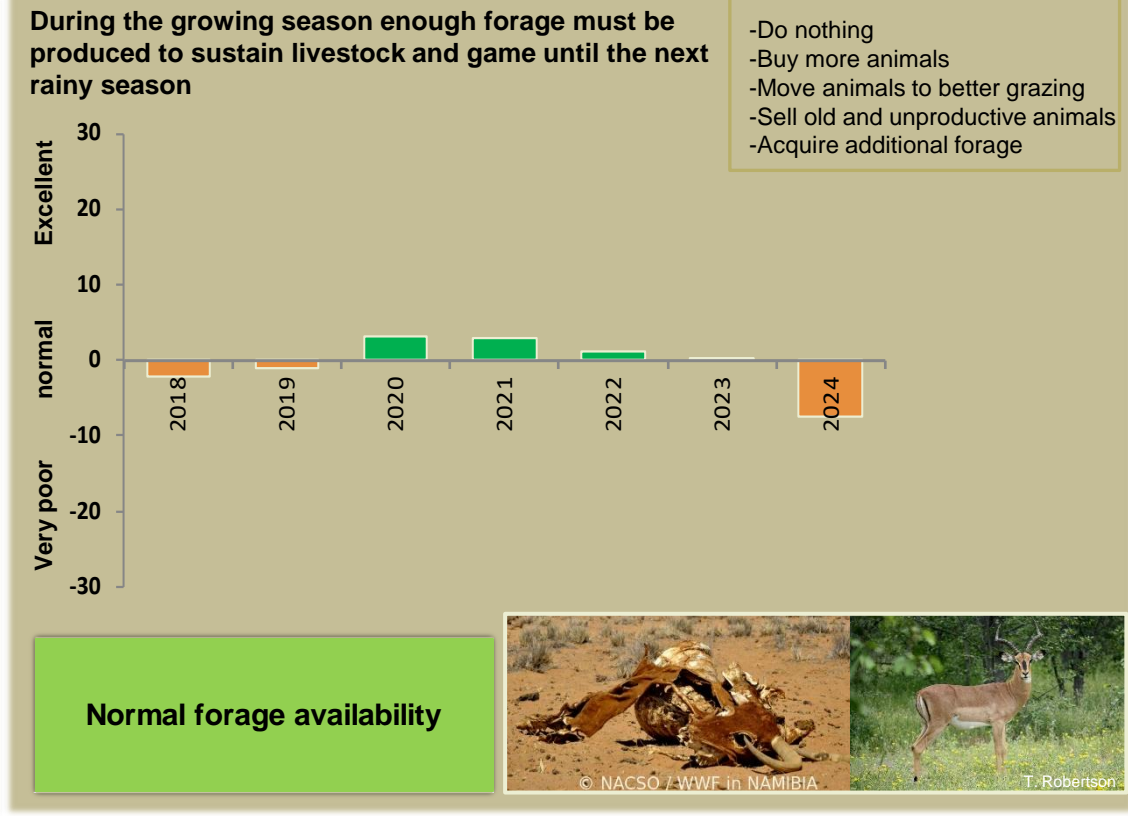 During the growing season enough forage must be
produced to sustain livestock and game until the next
rainy season
-Do nothing
-Buy more animals
-Move animals to better grazing
-Sell old and unproductive animals
-Acquire additional forage
Excellent
normal
Very poor
30
20
10
0
-10
-20
-30
2018
2019
2020
2021
2022
2023
2024
Normal forage availability
© NACSO / WWF in NAMIBIA
T. Robertson